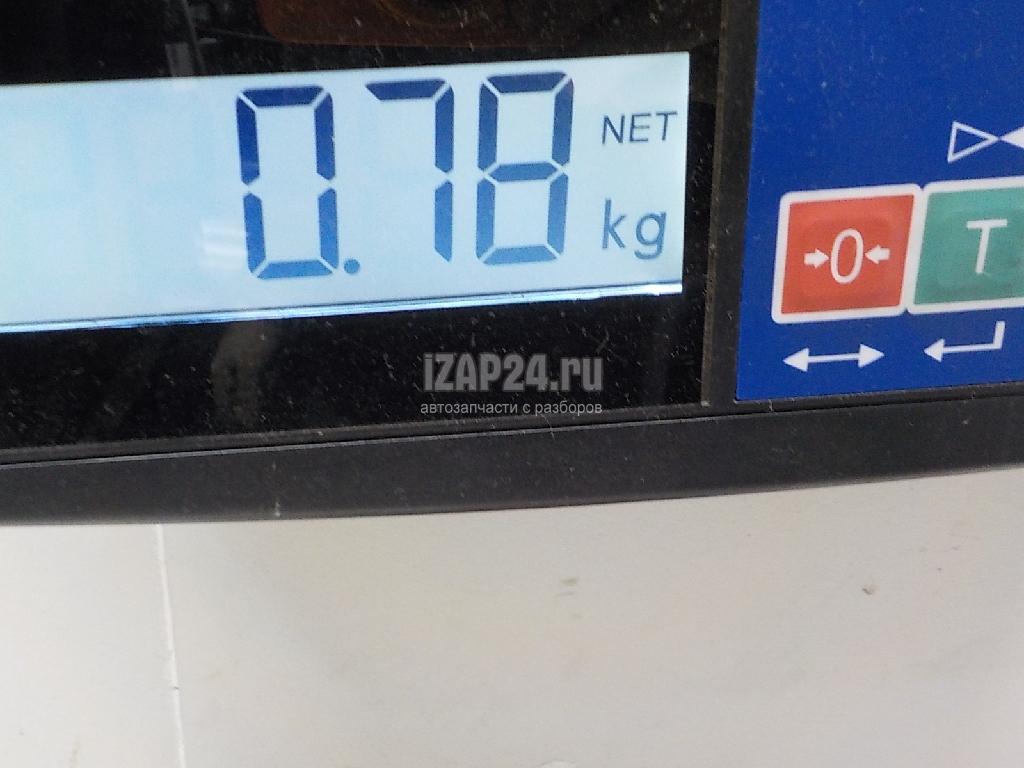 0.78
NET
kg
→0←
T
iZAP24.ru
автозапчасти с разборов